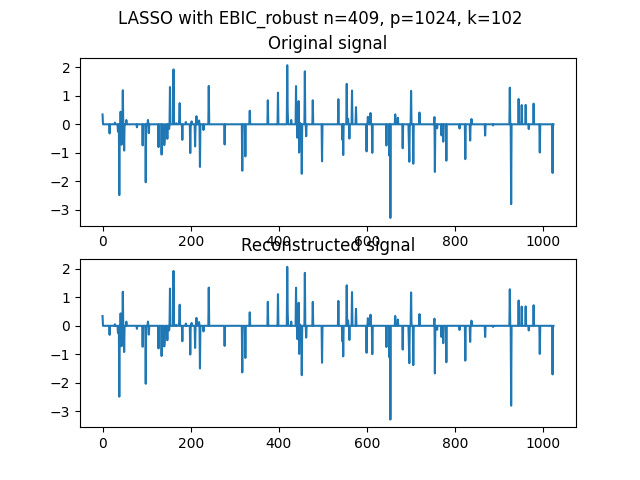 LASSO with EBIC_robust n=409, p=1024, k=102
Original signal
2
1
0
−1
−2
−3
0 200 400 600 800 1000
Reconstructed signal
2
1
0
−1
−2
−3
0 200 400 600 800 1000